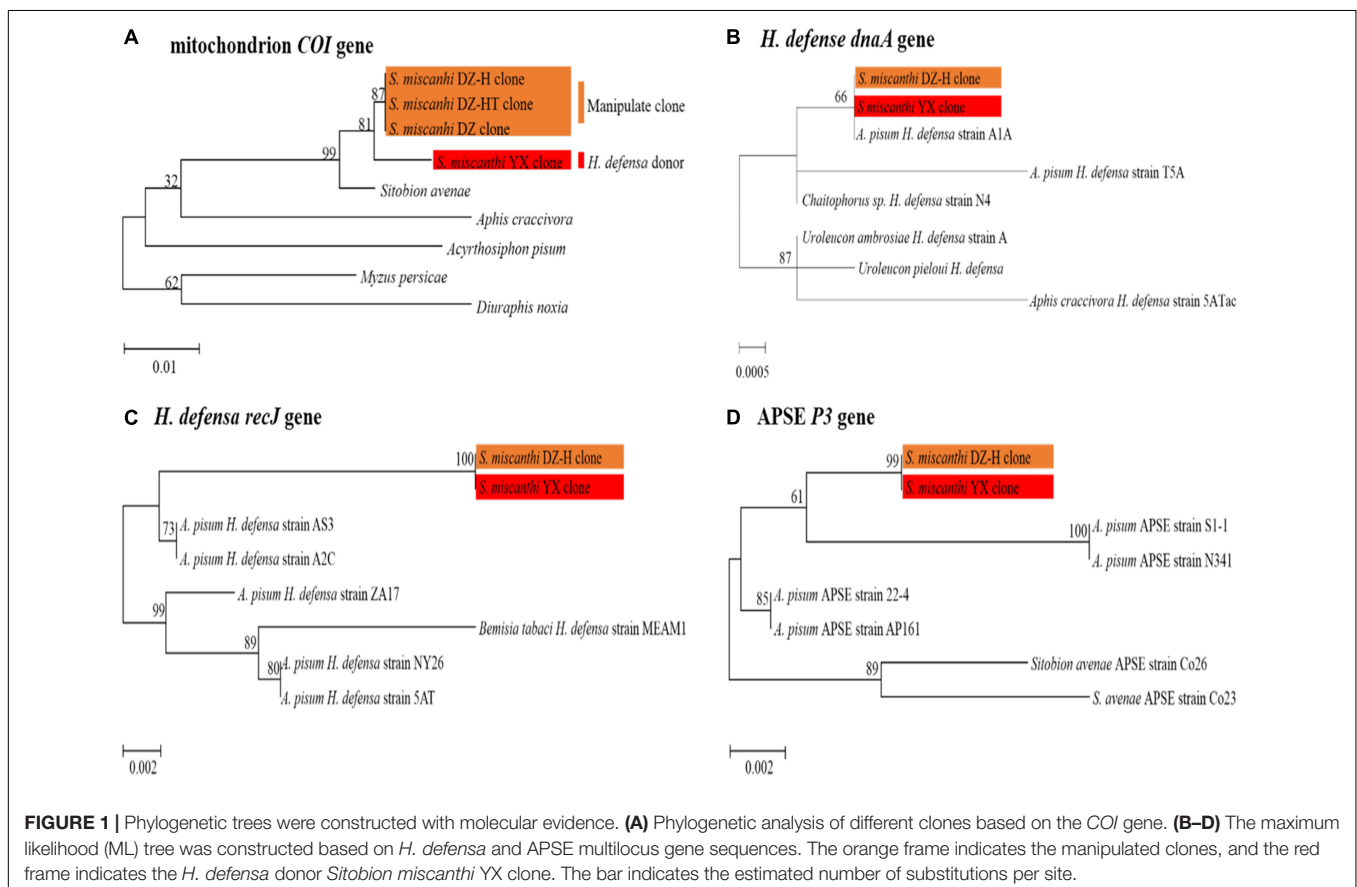 A
mitochondrion COI gene
S. miscanhi DZ-H clone
S. miscanhi DZ-HT clone
S. miscanhi DZ clone
Manipulate clone
S. miscanthi YX clone
H. defensa donor
Sitobion avenae
Aphis craccivora
Acyrthosiphon pisum
Myzus persicae
Diuraphis noxia
87
81
99
32
62
0.01
B
H. defense dnaA gene
S. miscanthi DZ-H clone
S miscanthi YX clone
A. pisum H. defensa strain A1A
A. pisum H. defensa strain T5A
Chaitophorus sp. H. defensa strain N4
Uroleucon ambrosiae H. defensa strain A
Uroleucon pieloui H. defensa
Aphis craccivora H. defensa strain 5ATac
66
87
0.0005
C
H. defensa recJ gene
S. miscanthi DZ-H clone
S. miscanthi YX clone
A. pisum H. defensa strain AS3
A. pisum H. defensa strain A2C
A. pisum H. defensa strain ZA17
Bemisia tabaci H. defensa strain MEAM1
A. pisum H. defensa strain NY26
A. pisum H. defensa strain 5AT
100
73
99
89
80
0.002
D
APSE P3 gene
S. miscanthi DZ-H clone
S. miscanthi YX clone
A. pisum APSE strain S1-1
A. pisum APSE strain N341
A. pisum APSE strain 22-4
A. pisum APSE strain AP161
Sitobion avenae APSE strain Co26
S. avenae APSE strain Co23
99
61
100
85
89
0.002
FIGURE 1 | Phylogenetic trees were constructed with molecular evidence. (A) Phylogenetic analysis of different clones based on the COI gene. (B–D) The maximum
likelihood (ML) tree was constructed based on H. defensa and APSE multilocus gene sequences. The orange frame indicates the manipulated clones, and the red
frame indicates the H. defensa donor Sitobion miscanthi YX clone. The bar indicates the estimated number of substitutions per site.